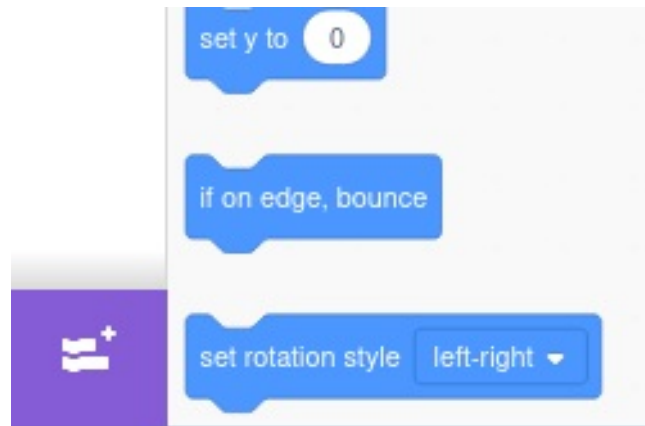 set y to 0
if on edge, bounce
set rotation style left-right